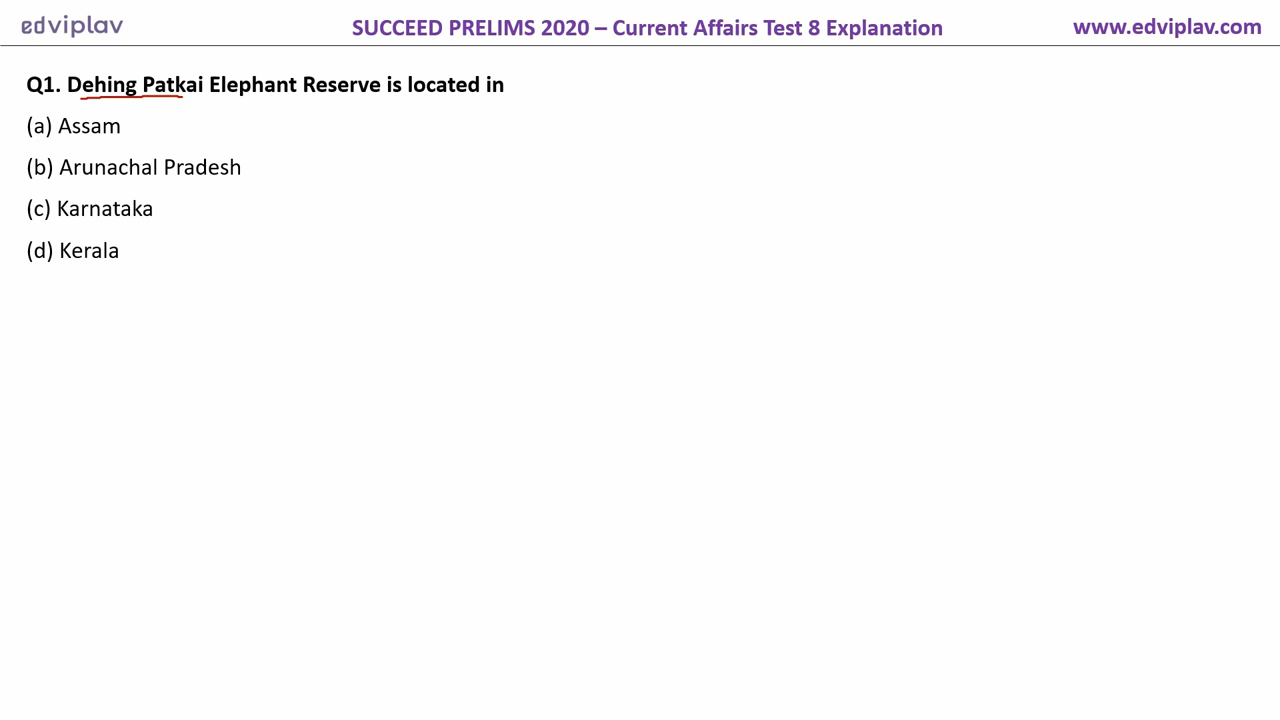 edviplav SUCCEED PRELIMS 2020 – Current Affairs Test 8 Explanation www.edviplav.com
Q1. Dehing Patkai Elephant Reserve is located in
(a) Assam
(b) Arunachal Pradesh
(c) Karnataka
(d) Kerala